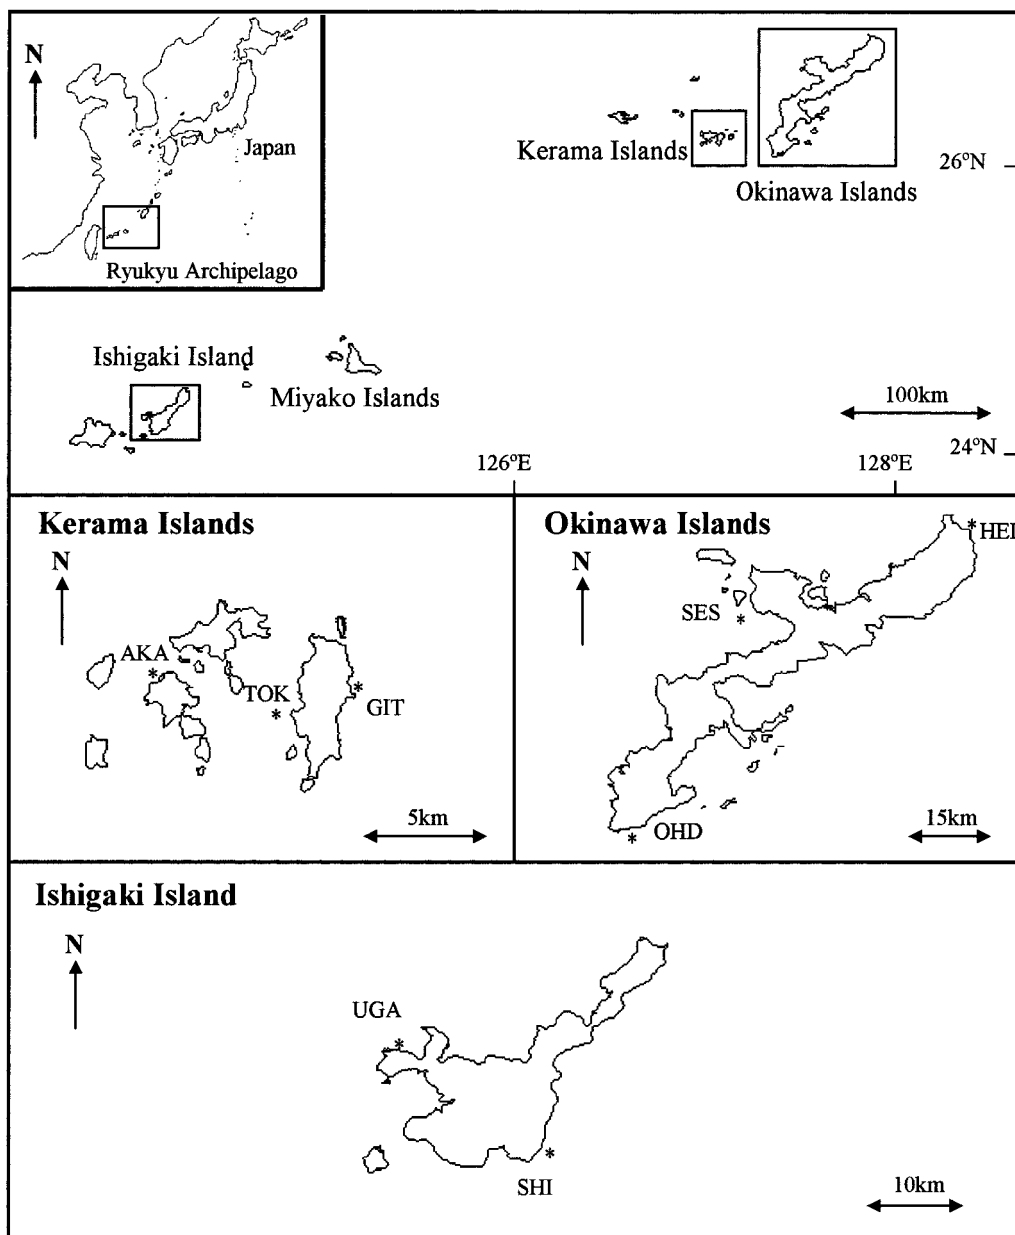 N
Japan
Ryukyu Archipelago
Kerama Islands
Okinawa Islands
26°N
Ishigaki Island
Miyako Islands
100km
24°N
126°E
128°E
Kerama Islands
N
AKA
*
TOK
*
*
GIT
5km
Okinawa Islands
N
*
HEI
SES
*
*
OHD
15km
Ishigaki Island
N
UGA
*
*
SHI
10km